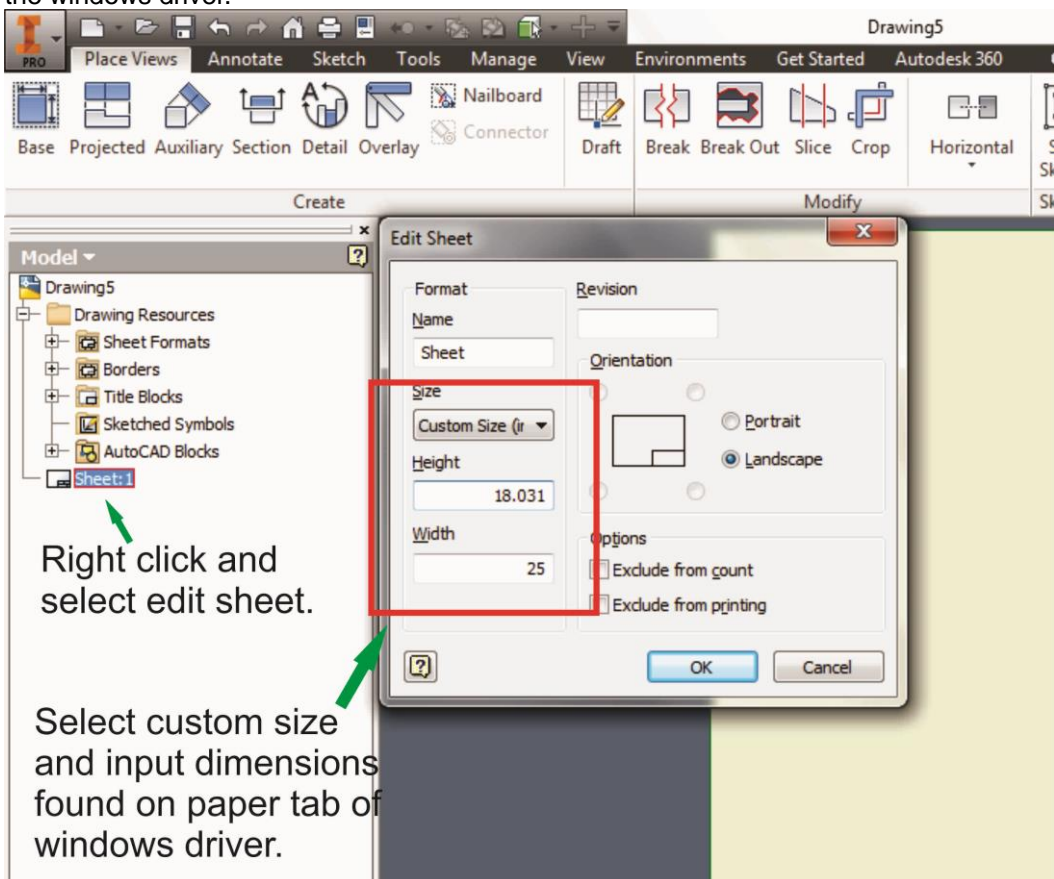 the windows driver.
Drawing5
PRO
Place Views Annotate Sketch Tools Manage View Environments Get Started Autodesk 360
Nailboard
Connector
Base Projected Auxiliary Section Detail Overlay Draft Break Break Out Slice Crop Horizontal
Create Modify
Model
Drawing5
Drawing Resources
Sheet Formats
Borders
Title Blocks
Sketched Symbols
AutoCAD Blocks
Sheet:1
Edit Sheet
Format
Name
Sheet
Size
Custom Size (ir
Height
18.031
Width
25
Revision
Orientation
Portrait
Landscape
Options
Exclude from count
Exclude from printing
OK Cancel
Right click and
select edit sheet.
Select custom size
and input dimensions
found on paper tab of
windows driver.